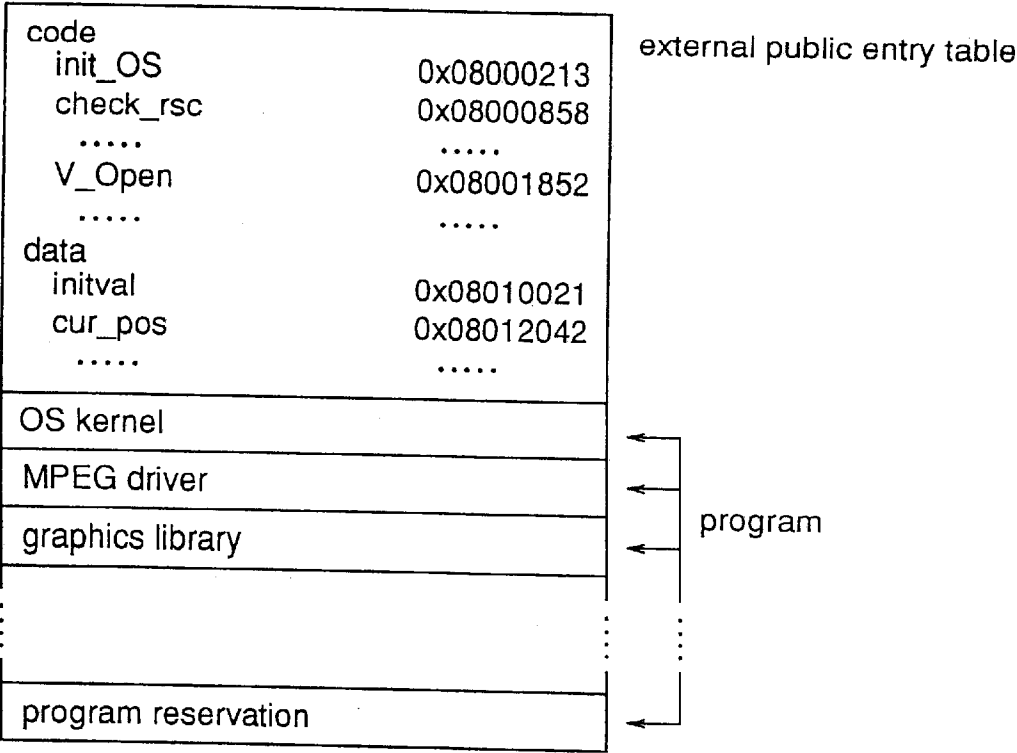 code
init_OS 0x08000213
check_rsc 0x08000858
..... .....
V_Open 0x08001852
..... .....
data
initval 0x08010021
cur_pos 0x08012042
..... .....
external public entry table
OS kernel
MPEG driver
graphics library
program
program reservation